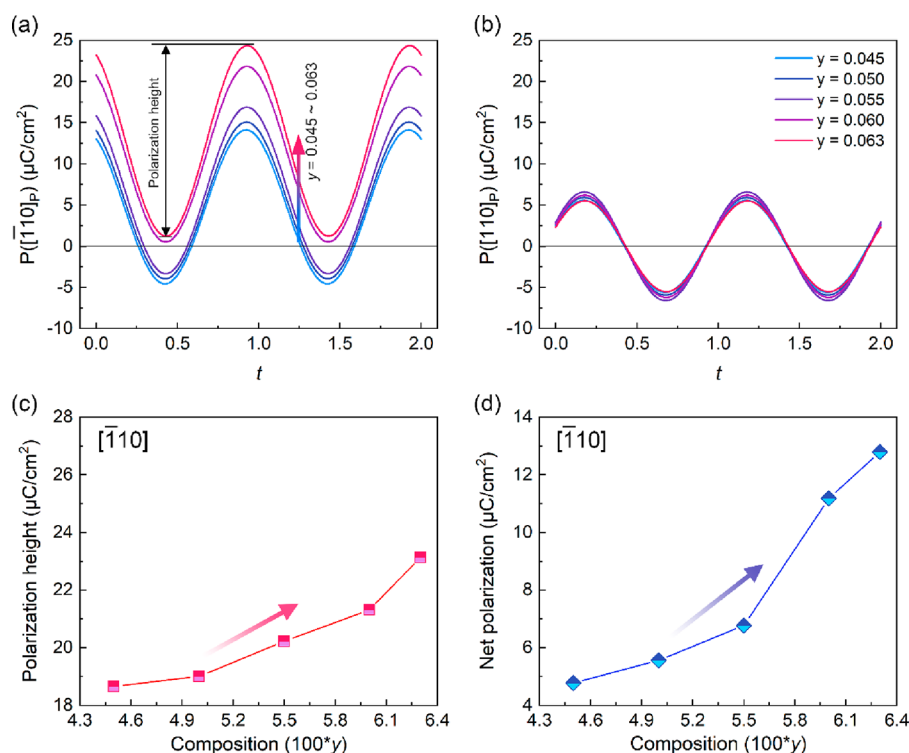 (a)
25
20
15
10
5
0
-5
-10
P([1̅10]ₚ) (µC/cm²)
Polarization height
y = 0.045 ~ 0.063
0.0 0.5 1.0 1.5 2.0
t
(b)
25
20
15
10
5
0
-5
-10
P([110]ₚ) (µC/cm²)
y = 0.045
y = 0.050
y = 0.055
y = 0.060
y = 0.063
0.0 0.5 1.0 1.5 2.0
t
(c)
28
26
24
22
20
18
Polarization height (µC/cm²)
[1̅10]
4.3 4.6 4.9 5.2 5.5 5.8 6.1 6.4
Composition (100*y)
(d)
14
12
10
8
6
4
Net polarization (µC/cm²)
[1̅10]
4.3 4.6 4.9 5.2 5.5 5.8 6.1 6.4
Composition (100*y)